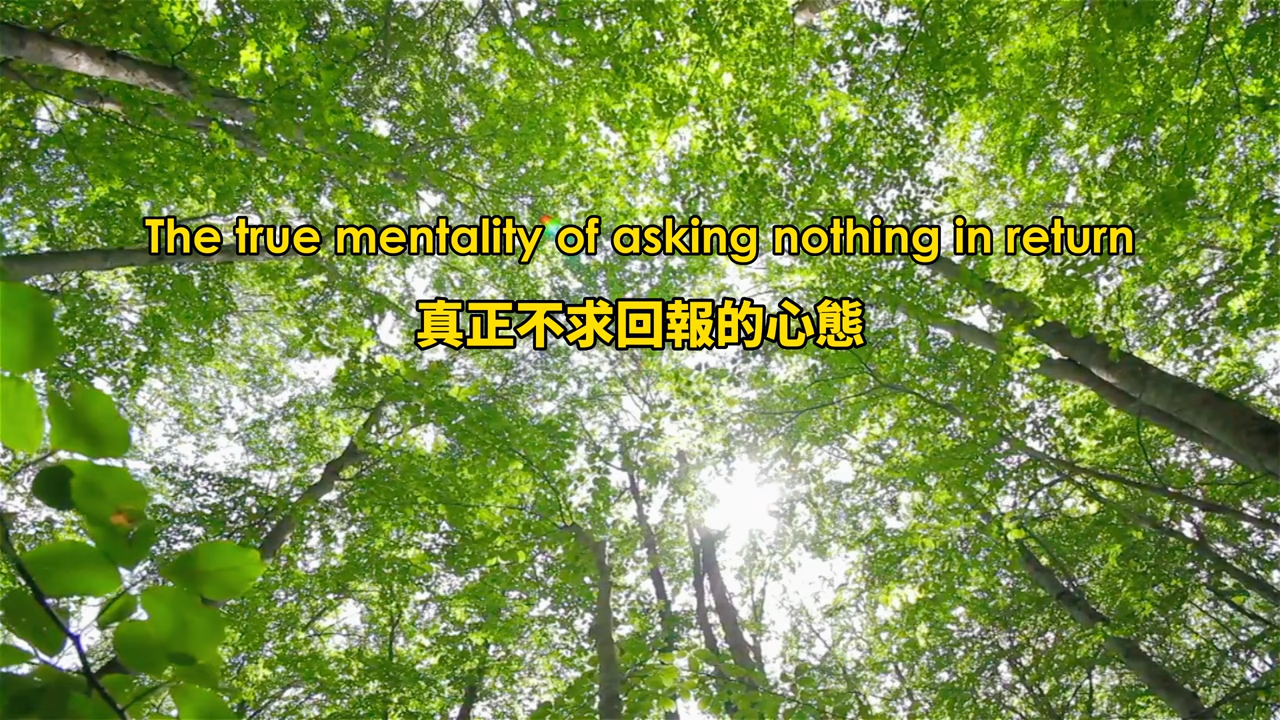 The true mentality of asking nothing in return
真正不求回報的心態